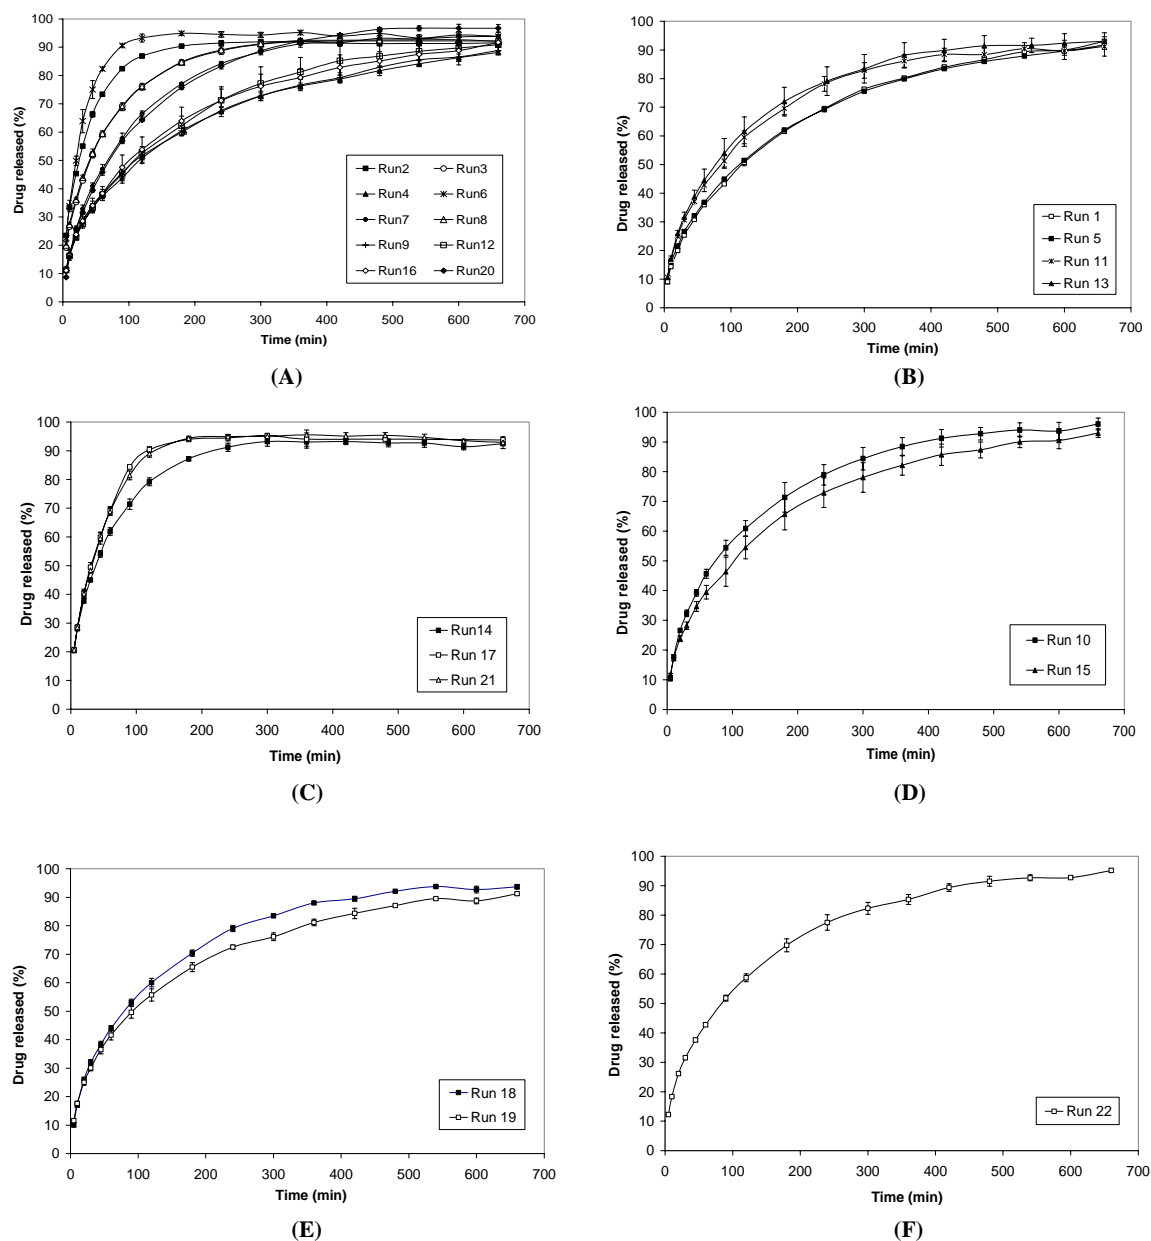 100
90
80
70
60
50
40
30
20
10
0
Drug released (%)
0 100 200 300 400 500 600 700
Time (min)
Run2 Run3
Run4 Run6
Run7 Run8
Run9 Run12
Run16 Run20
(A)
100
90
80
70
60
50
40
30
20
10
0
Drug released (%)
0 100 200 300 400 500 600 700
Time (min)
Run 1
Run 5
Run 11
Run 13
(B)
100
90
80
70
60
50
40
30
20
10
0
Drug released (%)
0 100 200 300 400 500 600 700
Time (min)
Run14
Run 17
Run 21
(C)
100
90
80
70
60
50
40
30
20
10
0
Drug released (%)
0 100 200 300 400 500 600 700
Time (min)
Run 10
Run 15
(D)
100
90
80
70
60
50
40
30
20
10
0
Drug released (%)
0 100 200 300 400 500 600 700
Time (min)
Run 18
Run 19
(E)
100
90
80
70
60
50
40
30
20
10
0
Drug released (%)
0 100 200 300 400 500 600 700
Time (min)
Run 22
(F)